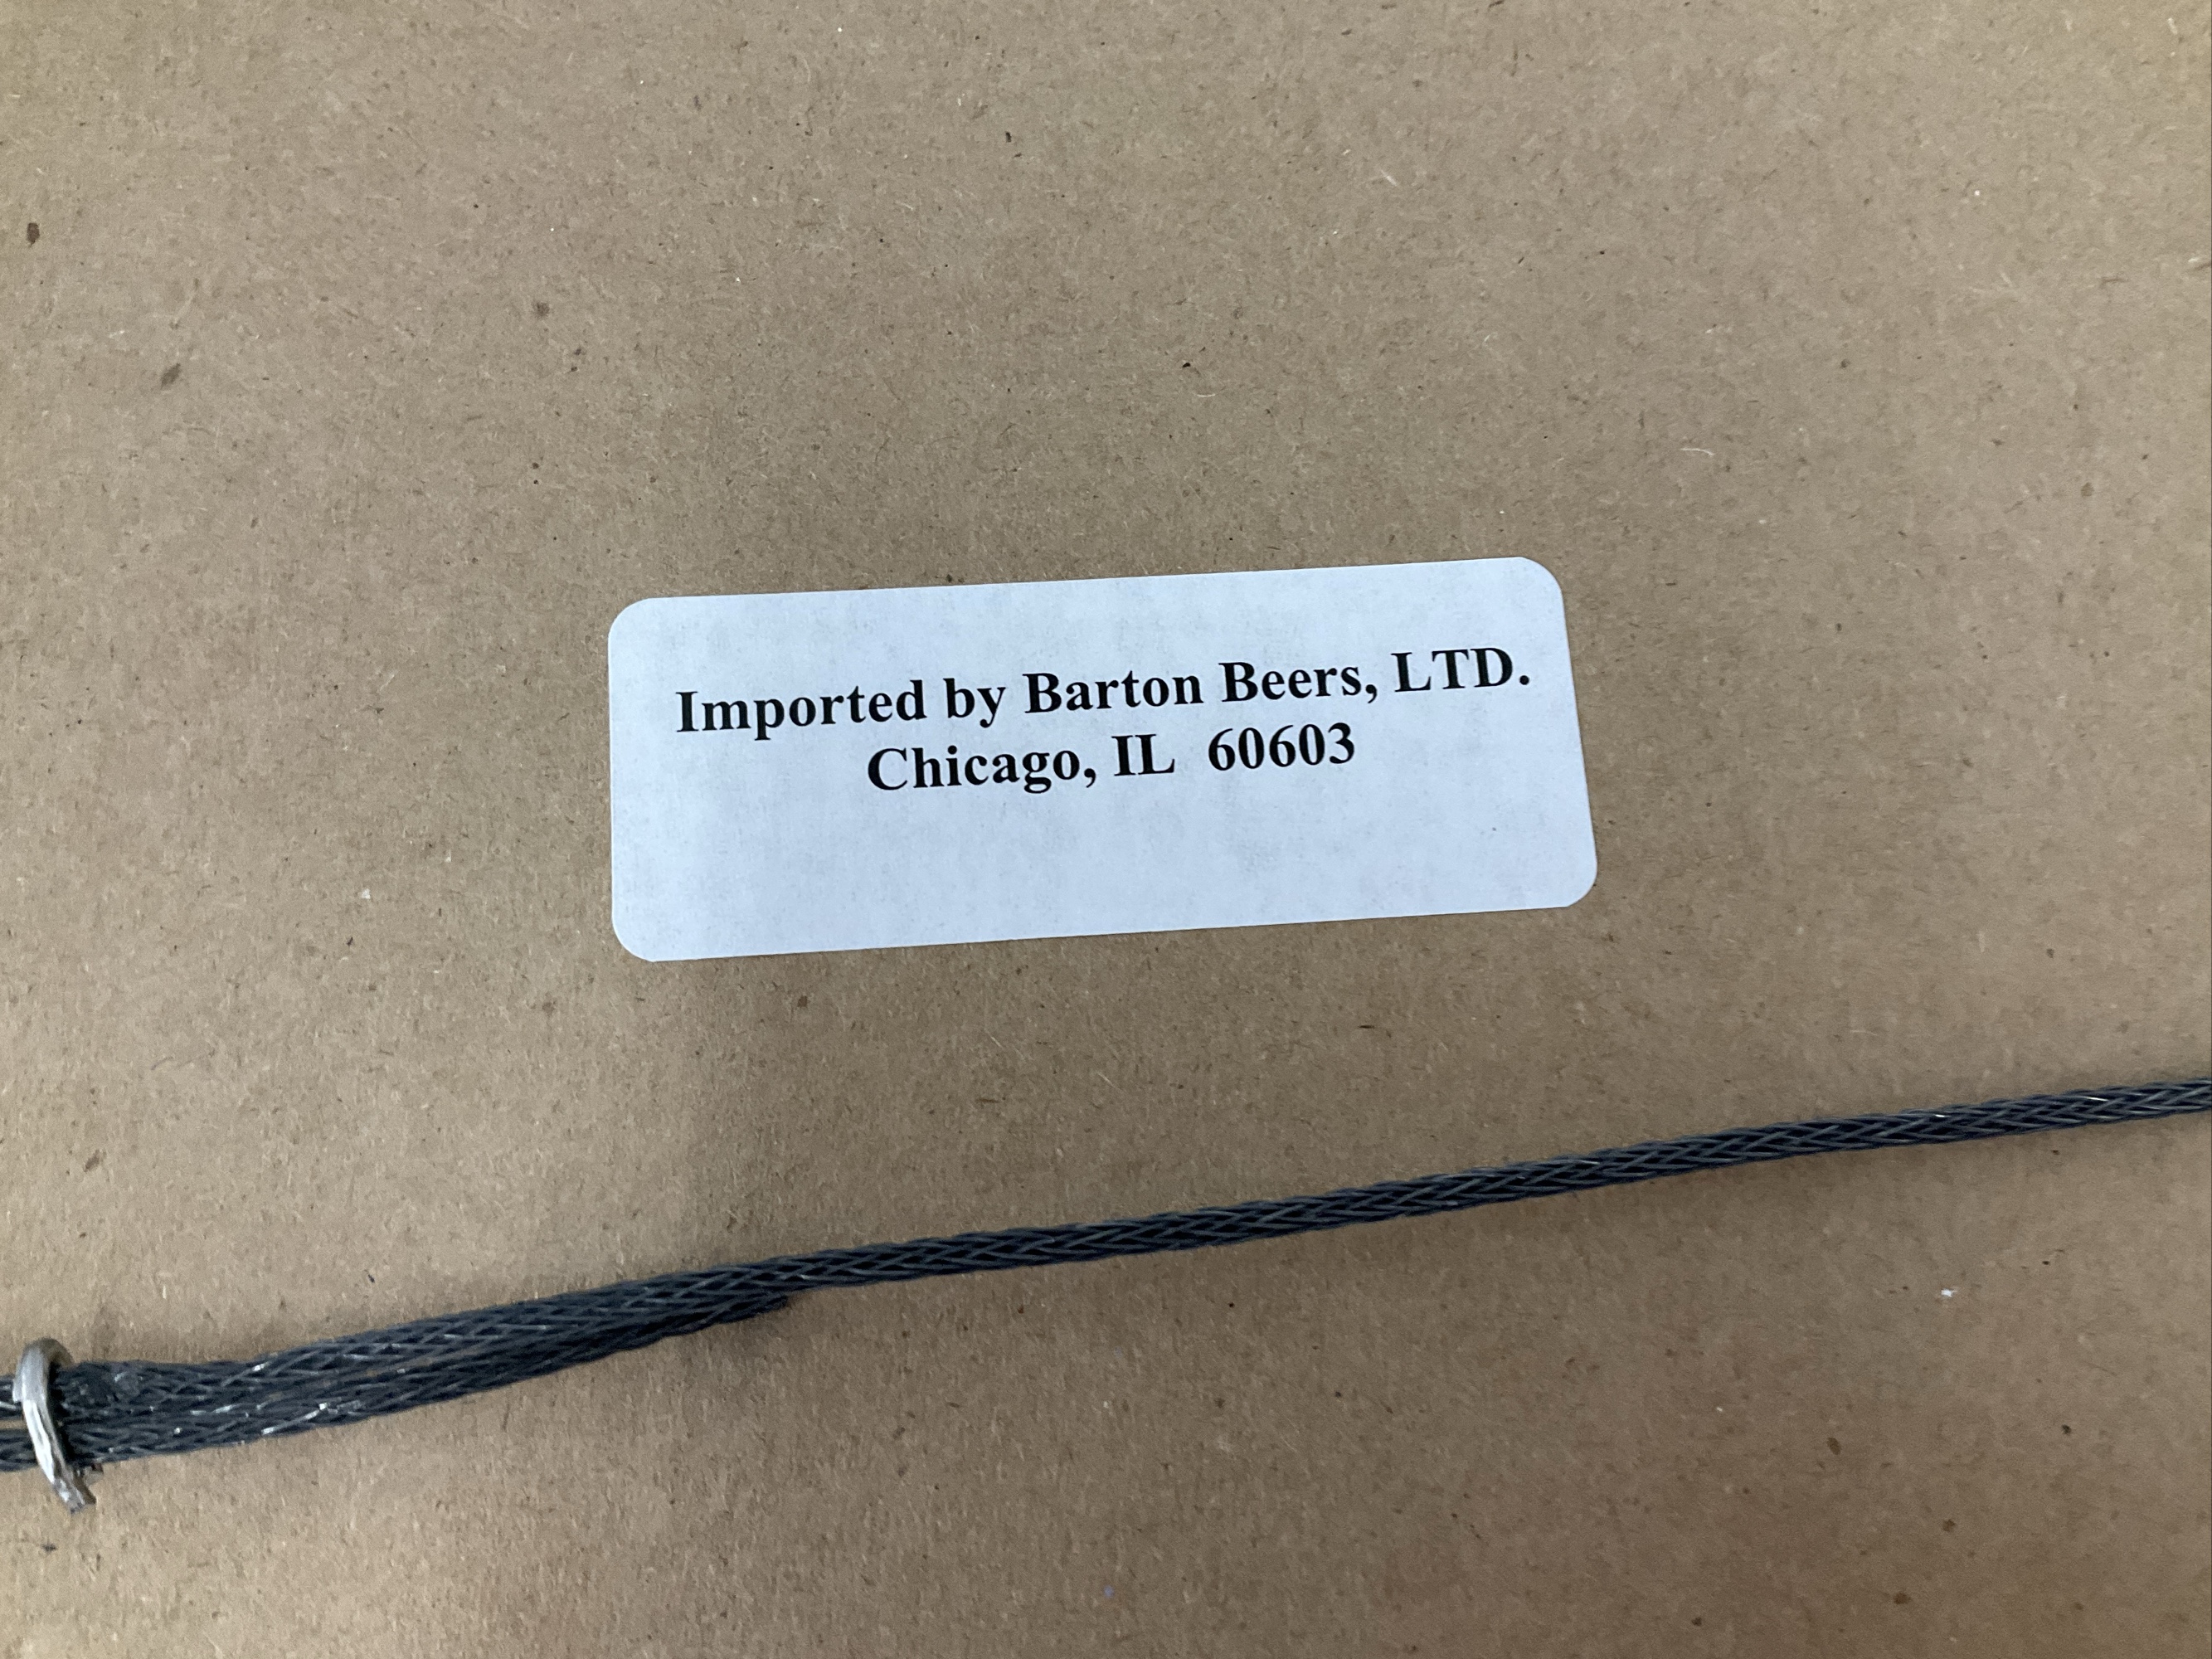 Imported by Barton Beers, LTD.
Chicago, IL  60603